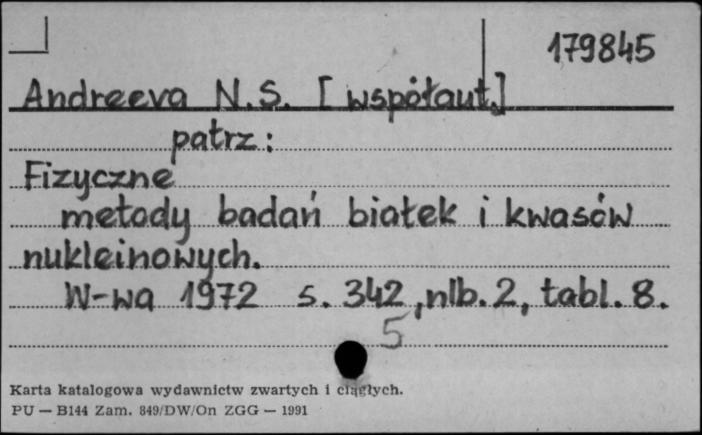 179845
Andreeva N.S. [współaut.]
patrz:
Fizyczne
metody badań białek i kwasów
nukleinowych.
W-wa 1972 s. 342, nlb. 2, tabl. 8.
5
Karta katalogowa wydawnictw zwartych i ciągłych.
PU — B144 Zam. 849/DW/On ZGG — 1991